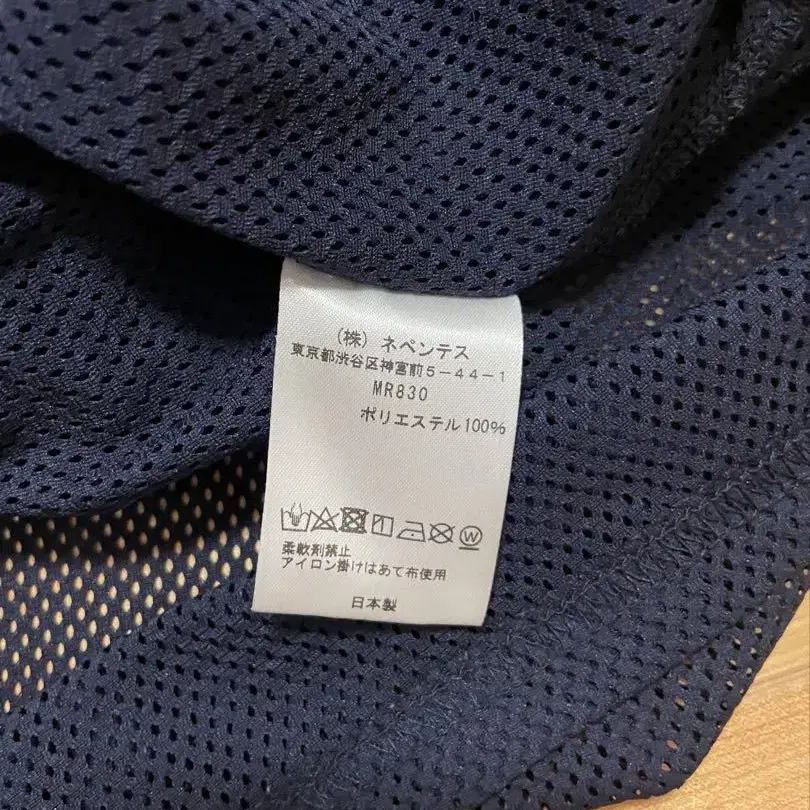 (株) ネペンテス
東京都渋谷区神宮前5-44-1
MR830
ポリエステル100%
W
柔軟剤禁止
アイロン掛けはあて布使用
日本製